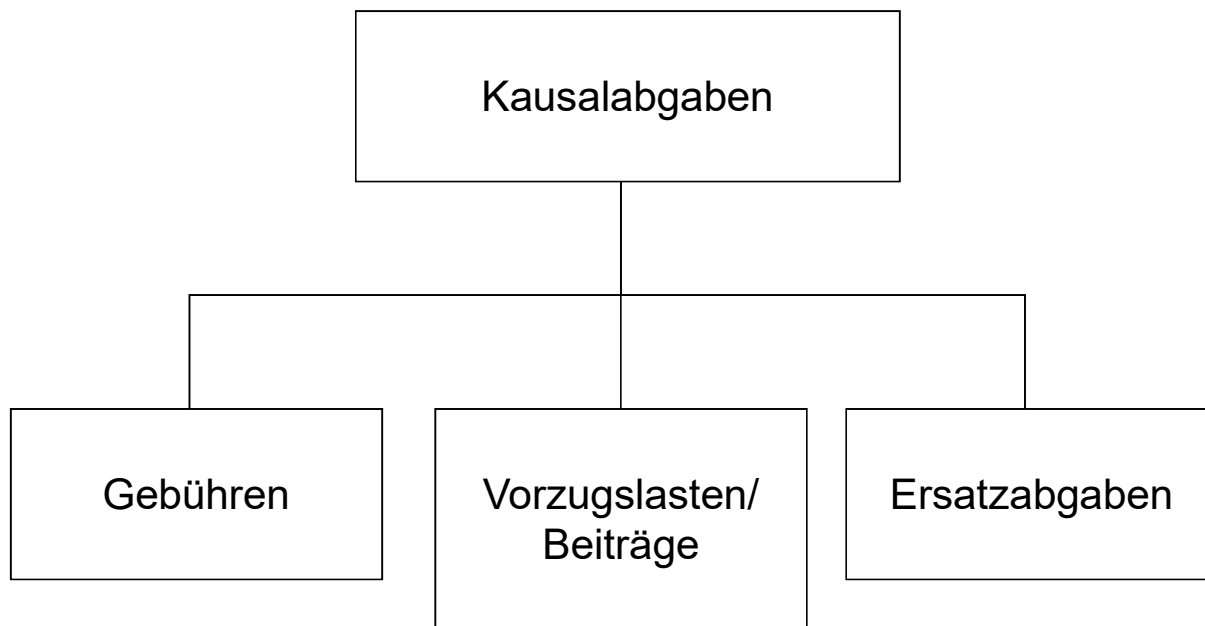 Kausalabgaben
Gebühren
Vorzugslasten/
Beiträge
Ersatzabgaben